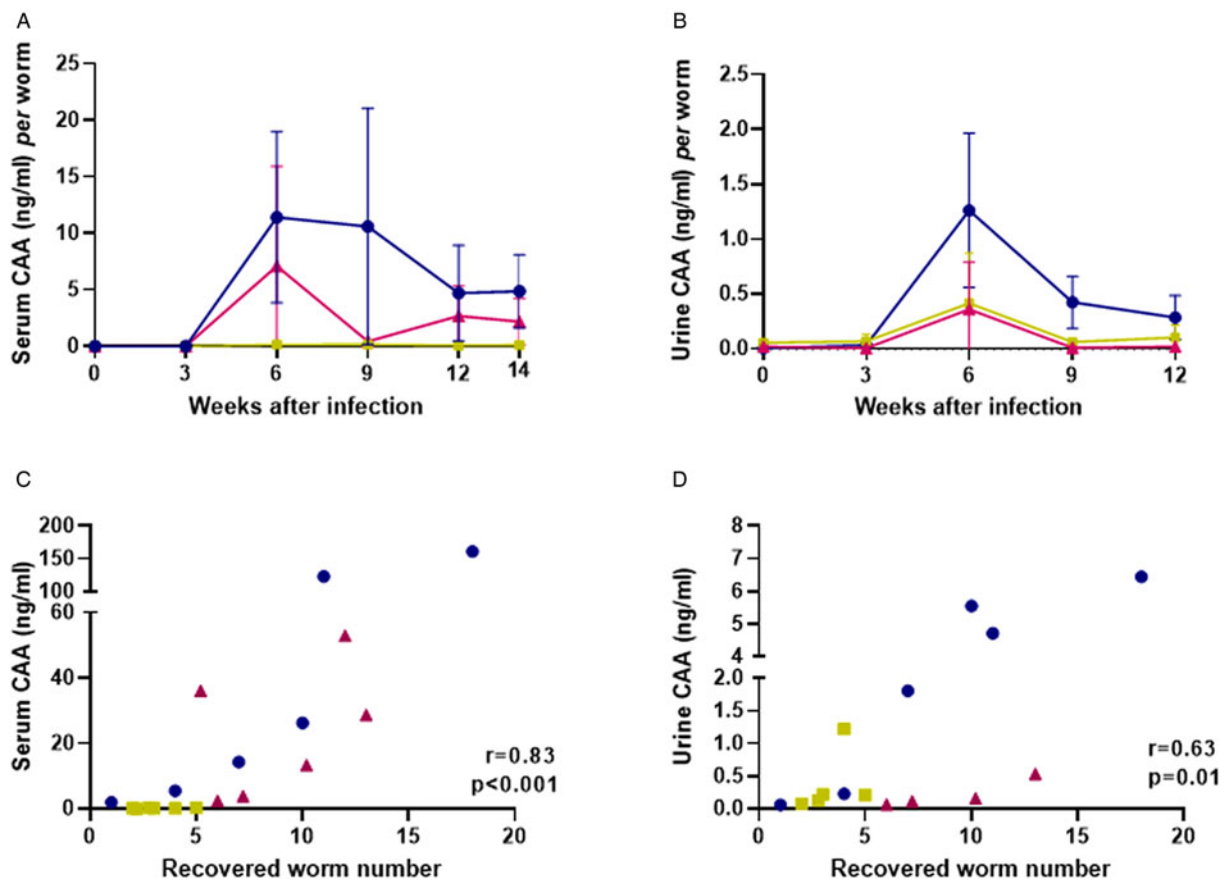 A
Serum CAA (ng/ml) per worm
25
20
15
10
5
0
0 3 6 9 12 14
Weeks after infection
B
Urine CAA (ng/ml) per worm
2.5
2.0
1.5
1.0
0.5
0.0
0 3 6 9 12
Weeks after infection
C
Serum CAA (ng/ml)
200
150
100
60
40
20
0
r=0.83
p<0.001
0 5 10 15 20
Recovered worm number
D
Urine CAA (ng/ml)
8
7
6
5
4
2.0
1.5
1.0
0.5
0.0
r=0.63
p=0.01
0 5 10 15 20
Recovered worm number